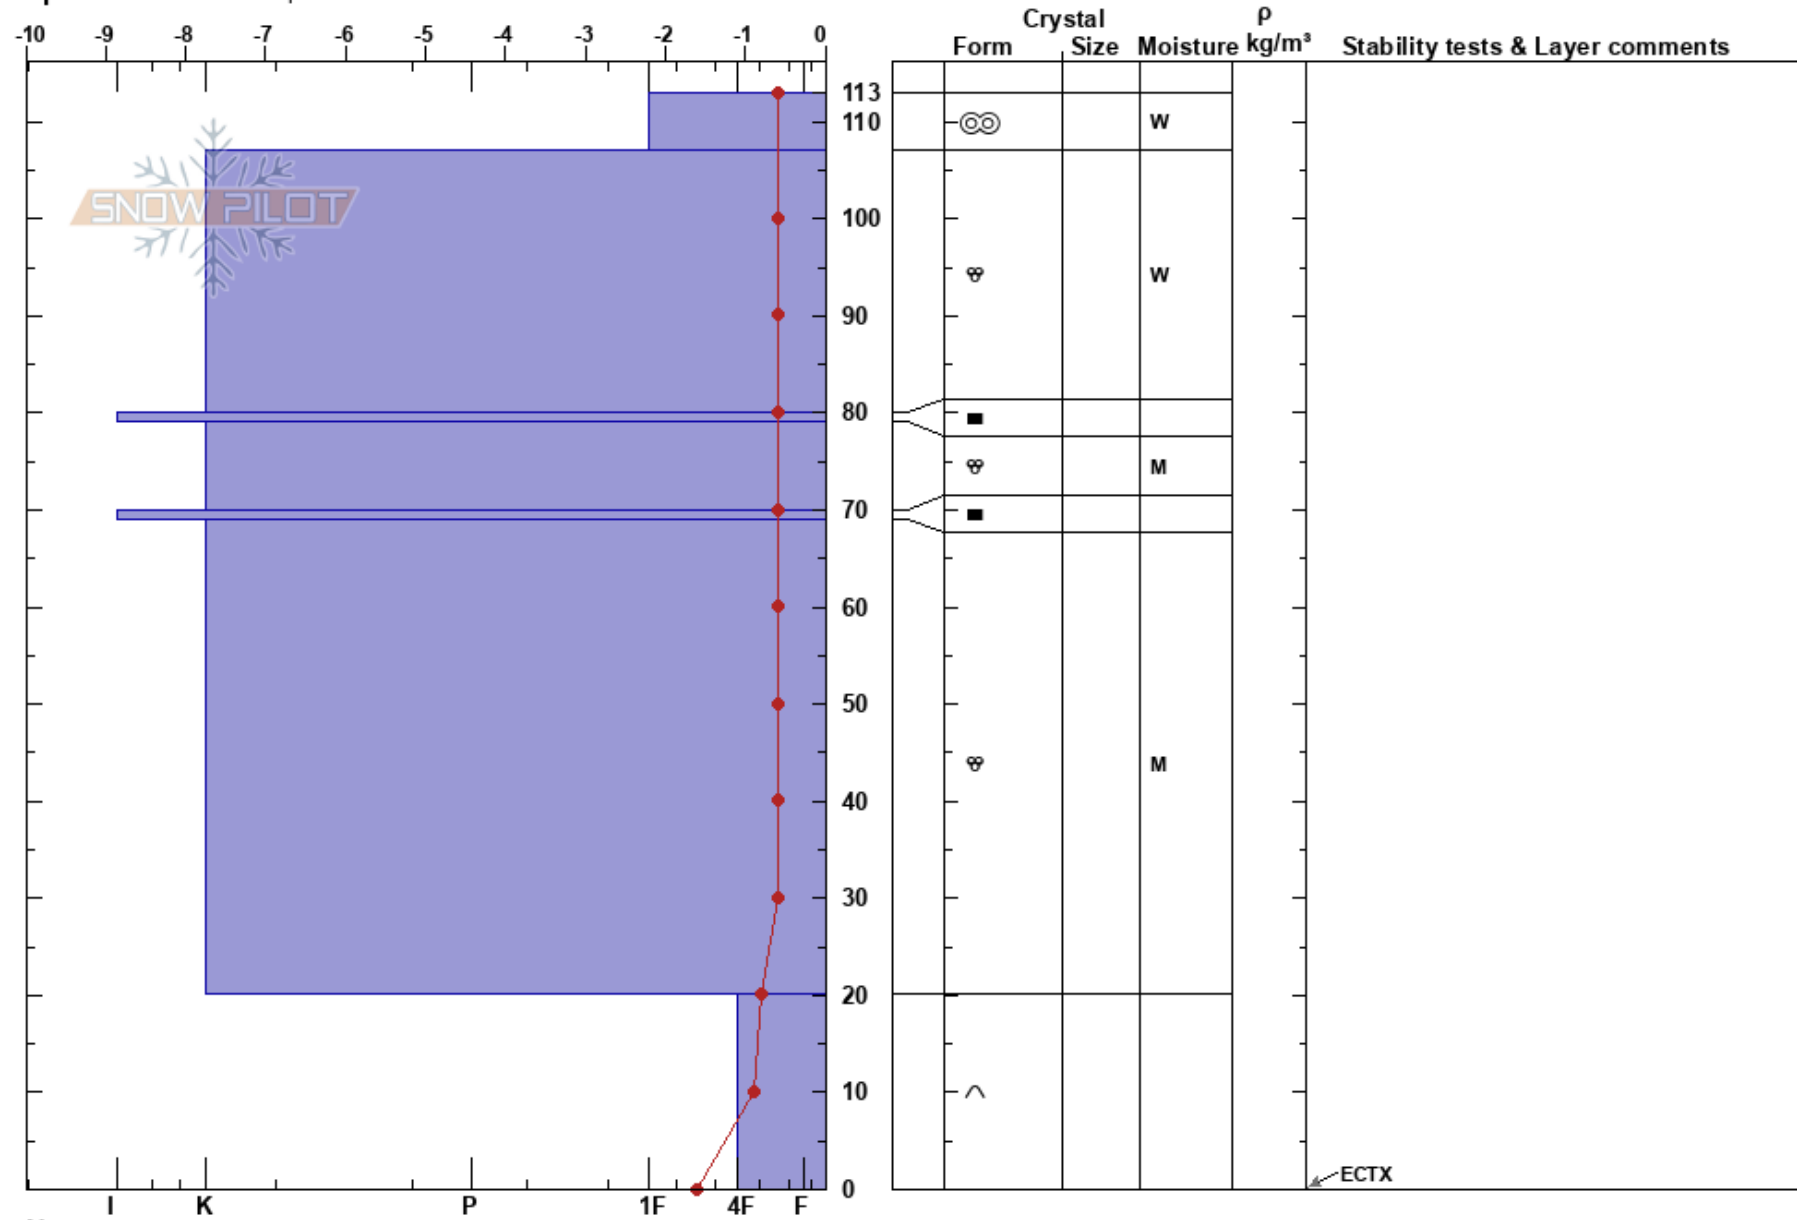 Crystal ρ
-10 -9 -8 -7 -6 -5 -4 -3 -2 -1 0 Form Size Moisture kg/m³ Stability tests & Layer comments
113
110 W
SNOW PILOT
100
W
90
80
M
70
60
50
M
40
30
20
10
ECTX
0
I K P 1F 4F F